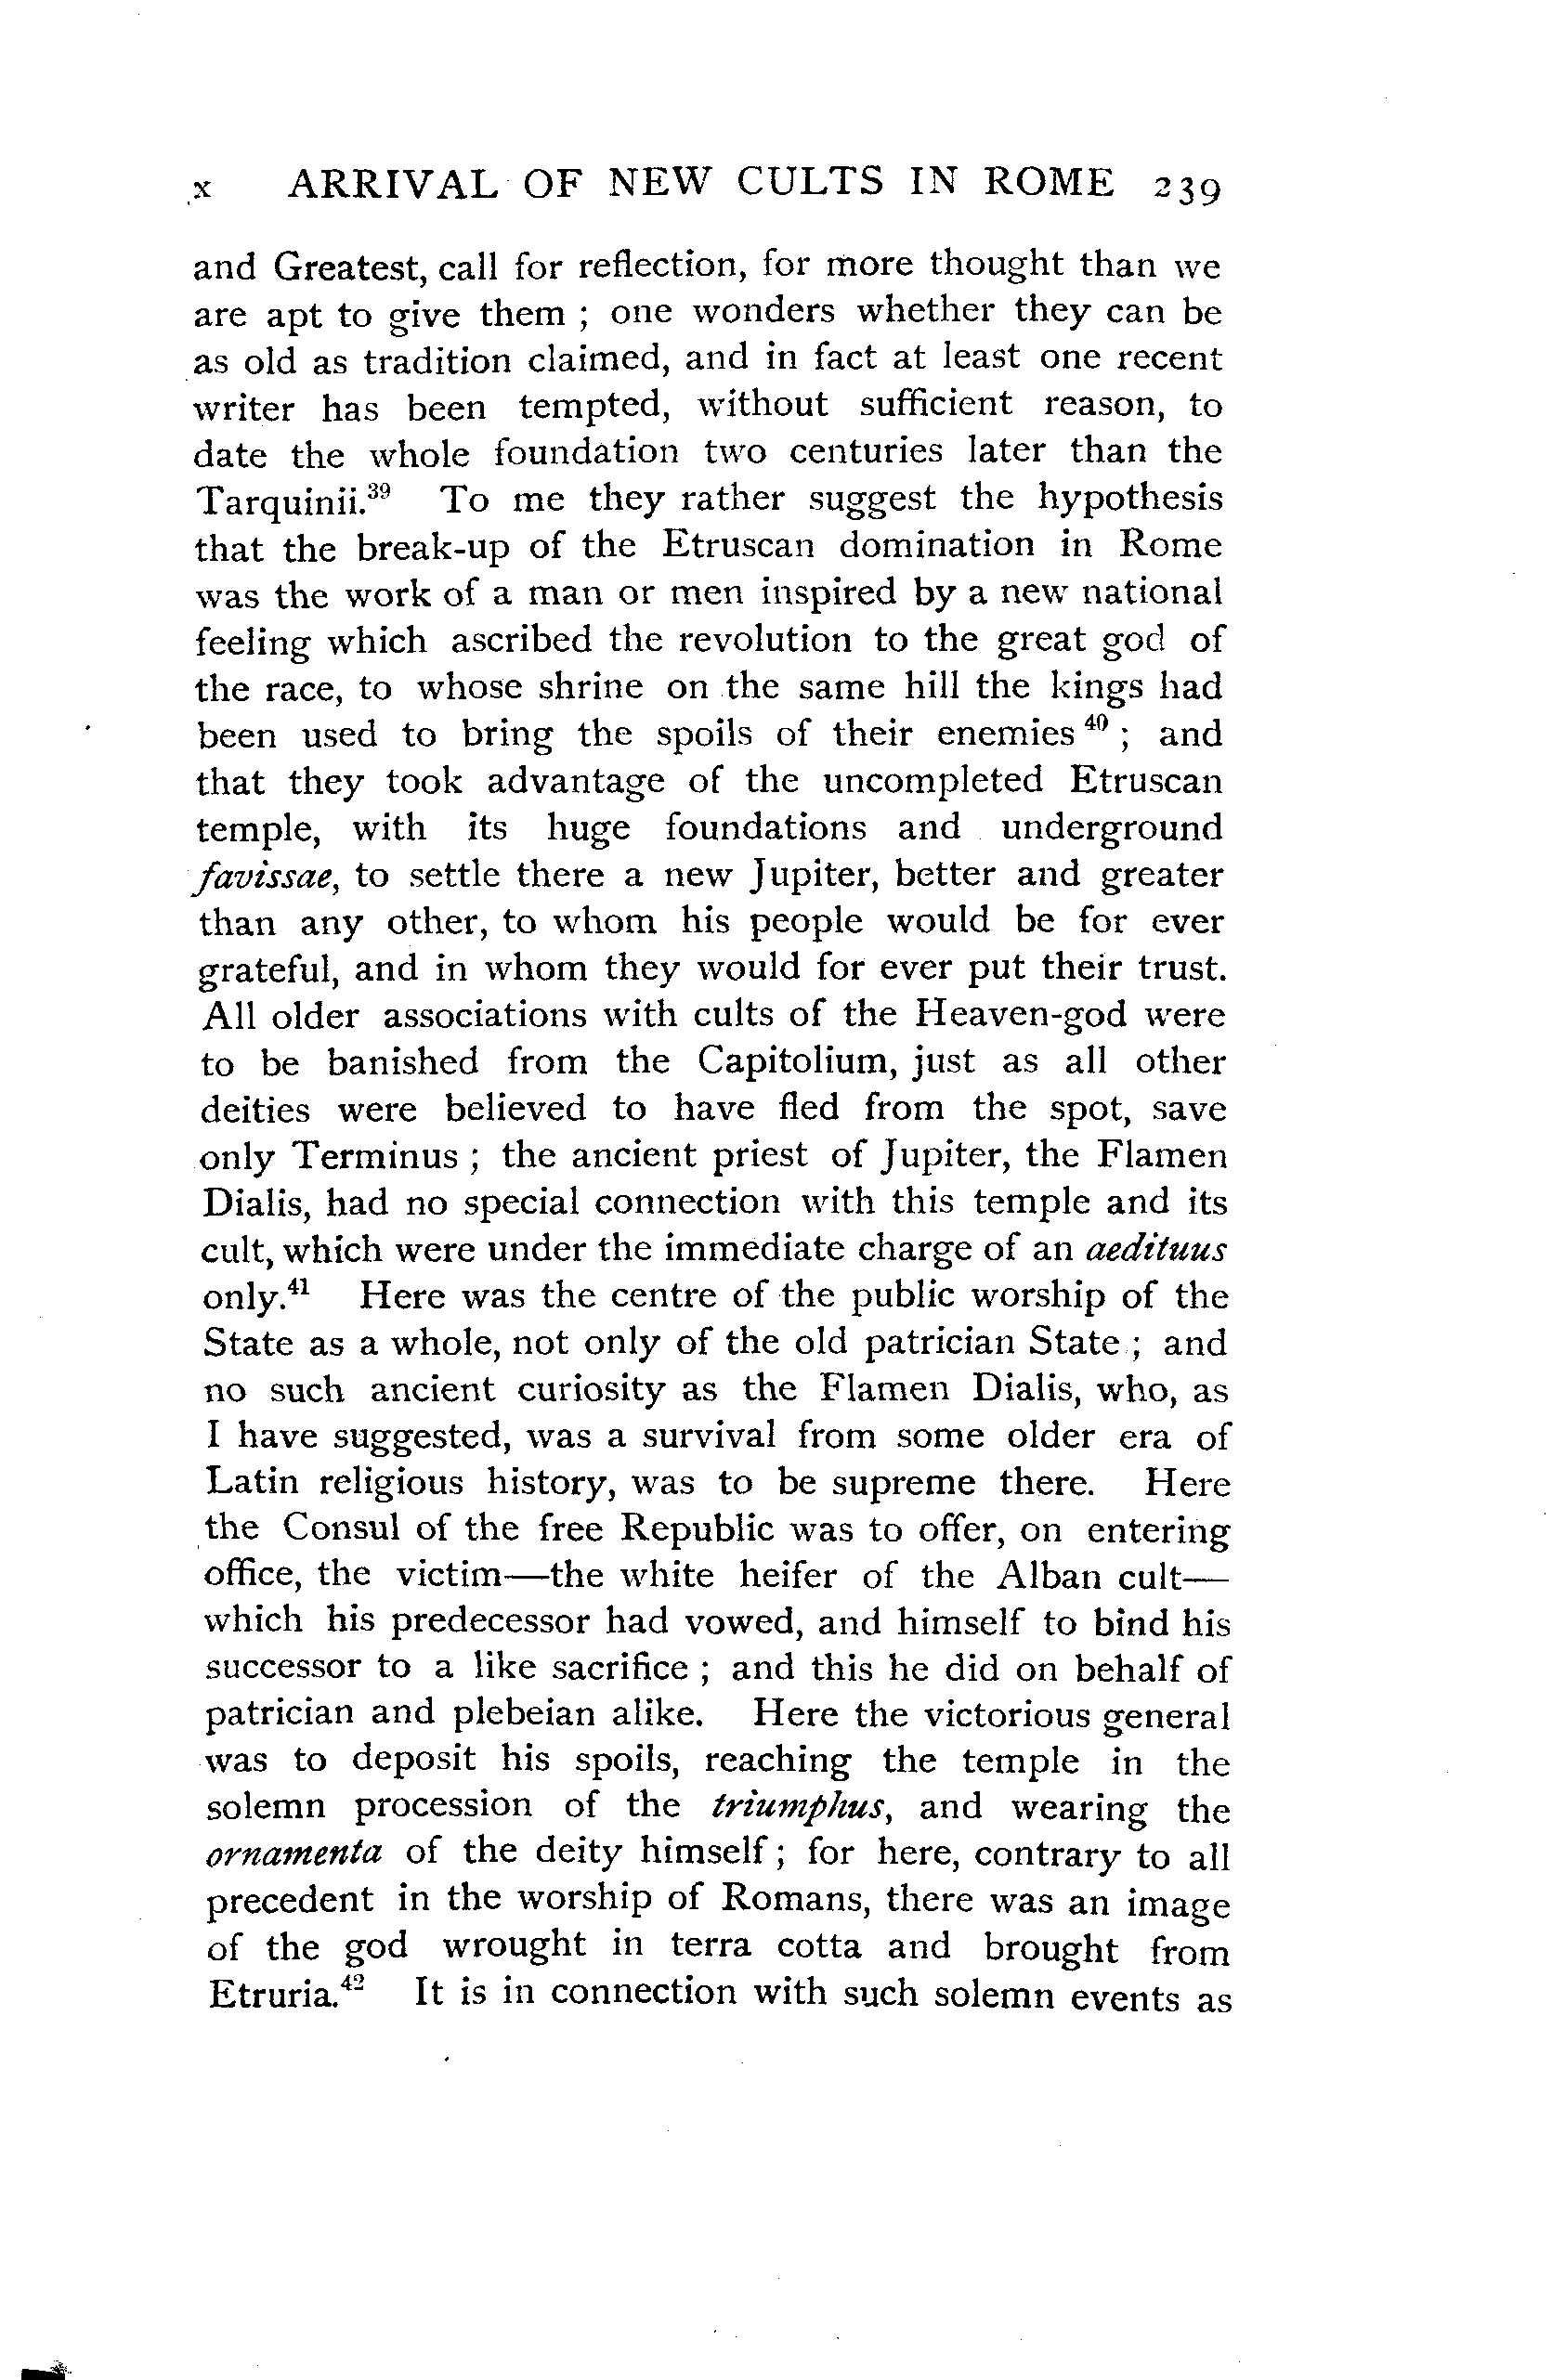 x ARRIVAL OF NEW CULTS IN ROME 239
and Greatest, call for reflection, for more thought than we
are apt to give them ; one wonders whether they can be
as old as tradition claimed, and in fact at least one recent
writer has been tempted, without sufficient reason, to
date the whole foundation two centuries later than the
Tarquinii.³⁹ To me they rather suggest the hypothesis
that the break-up of the Etruscan domination in Rome
was the work of a man or men inspired by a new national
feeling which ascribed the revolution to the great god of
the race, to whose shrine on the same hill the kings had
been used to bring the spoils of their enemies ⁴⁰ ; and
that they took advantage of the uncompleted Etruscan
temple, with its huge foundations and underground
favissae, to settle there a new Jupiter, better and greater
than any other, to whom his people would be for ever
grateful, and in whom they would for ever put their trust.
All older associations with cults of the Heaven-god were
to be banished from the Capitolium, just as all other
deities were believed to have fled from the spot, save
only Terminus ; the ancient priest of Jupiter, the Flamen
Dialis, had no special connection with this temple and its
cult, which were under the immediate charge of an aedituus
only.⁴¹ Here was the centre of the public worship of the
State as a whole, not only of the old patrician State ; and
no such ancient curiosity as the Flamen Dialis, who, as
I have suggested, was a survival from some older era of
Latin religious history, was to be supreme there. Here
the Consul of the free Republic was to offer, on entering
office, the victim—the white heifer of the Alban cult—
which his predecessor had vowed, and himself to bind his
successor to a like sacrifice ; and this he did on behalf of
patrician and plebeian alike. Here the victorious general
was to deposit his spoils, reaching the temple in the
solemn procession of the triumphus, and wearing the
ornamenta of the deity himself ; for here, contrary to all
precedent in the worship of Romans, there was an image
of the god wrought in terra cotta and brought from
Etruria.⁴² It is in connection with such solemn events as